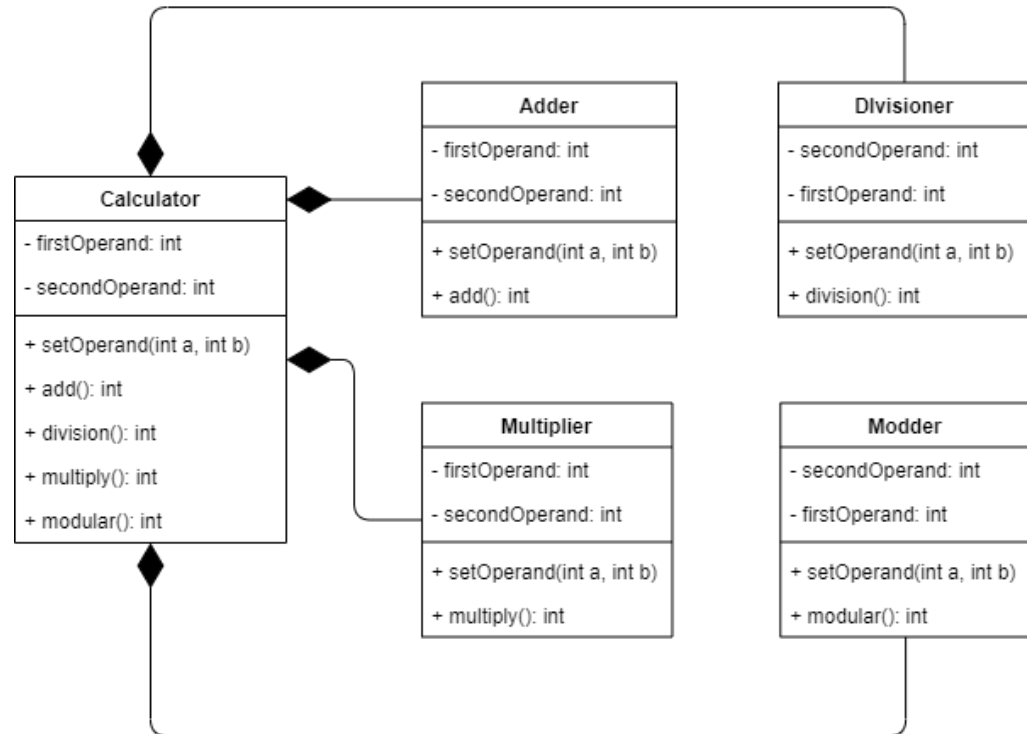 Adder
- firstOperand: int
- secondOperand: int
+ setOperand(int a, int b)
+ add(): int
DIvisioner
- secondOperand: int
- firstOperand: int
+ setOperand(int a, int b)
+ division(): int
Calculator
- firstOperand: int
- secondOperand: int
+ setOperand(int a, int b)
+ add(): int
+ division(): int
+ multiply(): int
+ modular(): int
Multiplier
- firstOperand: int
- secondOperand: int
+ setOperand(int a, int b)
+ multiply(): int
Modder
- secondOperand: int
- firstOperand: int
+ setOperand(int a, int b)
+ modular(): int